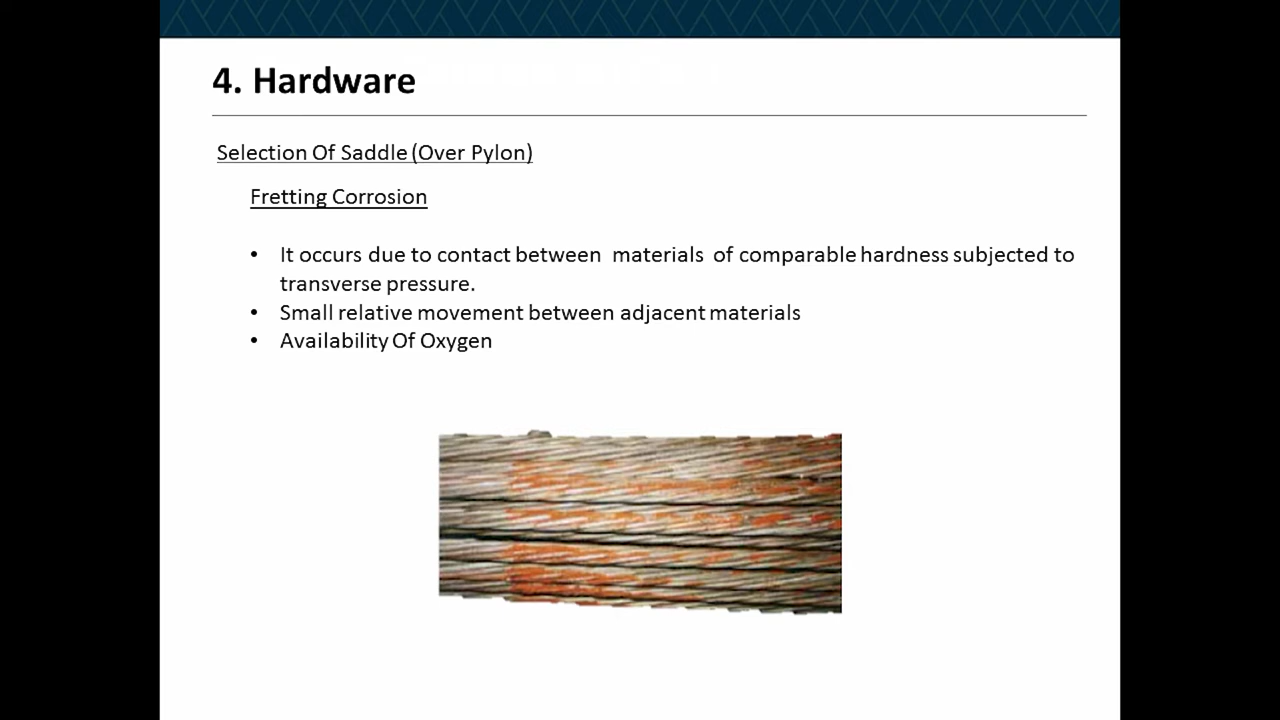 4. Hardware
Selection Of Saddle (Over Pylon)
Fretting Corrosion
• It occurs due to contact between materials of comparable hardness subjected to
transverse pressure.
• Small relative movement between adjacent materials
• Availability Of Oxygen